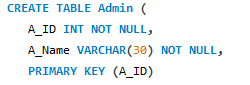 CREATE TABLE Admin (
A_ID INT NOT NULL,
A_Name VARCHAR(30) NOT NULL,
PRIMARY KEY (A_ID)